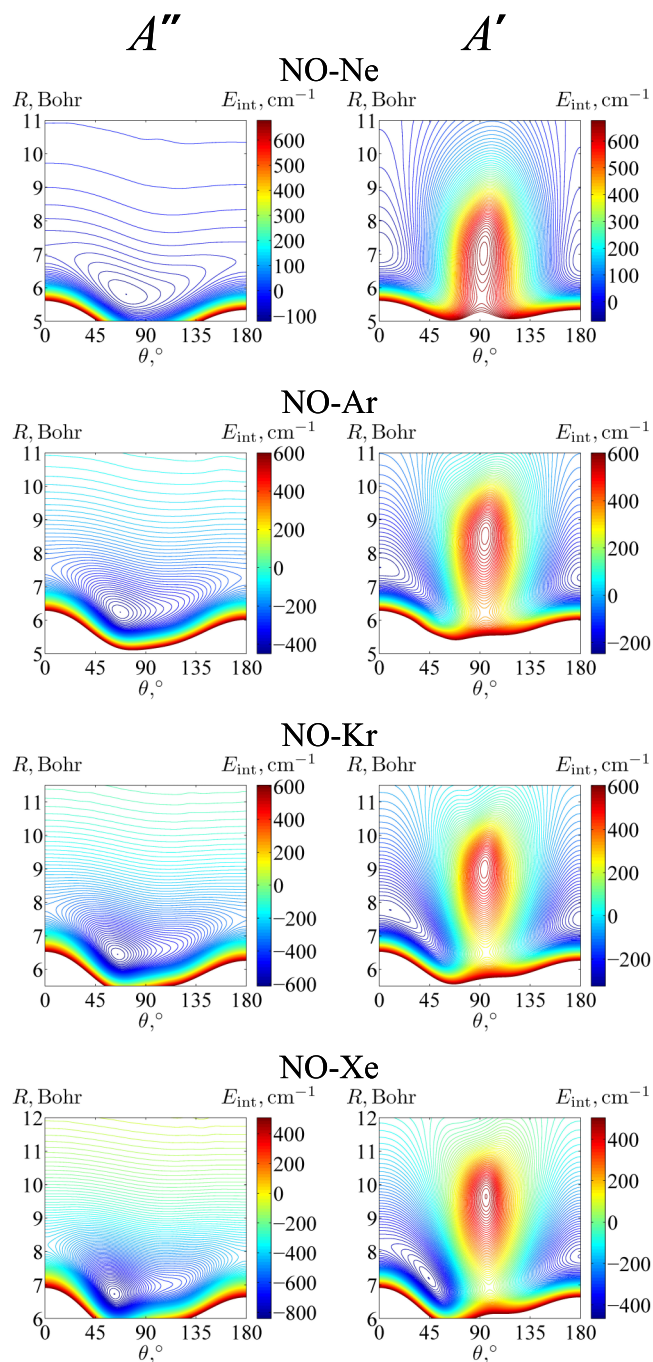 A″ A′
NO-Ne
R, Bohr E_int, cm⁻¹ R, Bohr E_int, cm⁻¹
11 11
10 600 10 600
500 500
9 400 9 400
8 300 8 300
200 200
7 100 7 100
6 0 6 0
5 −100 5
0 45 90 135 180 0 45 90 135 180
θ,° θ,°
NO-Ar
R, Bohr E_int, cm⁻¹ R, Bohr E_int, cm⁻¹
11 600 11 600
10 400 10
9 200 9 400
8 0 8 200
7 −200 7 0
6 −400 6 −200
5 5
0 45 90 135 180 0 45 90 135 180
θ,° θ,°
NO-Kr
R, Bohr E_int, cm⁻¹ R, Bohr E_int, cm⁻¹
11 600 11 600
10 400 10 400
9 200 9
0 200
8 −200 8 0
7 −400 7
6 −600 6 −200
0 45 90 135 180 0 45 90 135 180
θ,° θ,°
NO-Xe
R, Bohr E_int, cm⁻¹ R, Bohr E_int, cm⁻¹
12 12
11 400 11 400
10 200 10 200
9 0 9 0
−200
8 −400 8 −200
7 −600 7 −400
6 −800 6
0 45 90 135 180 0 45 90 135 180
θ,° θ,°